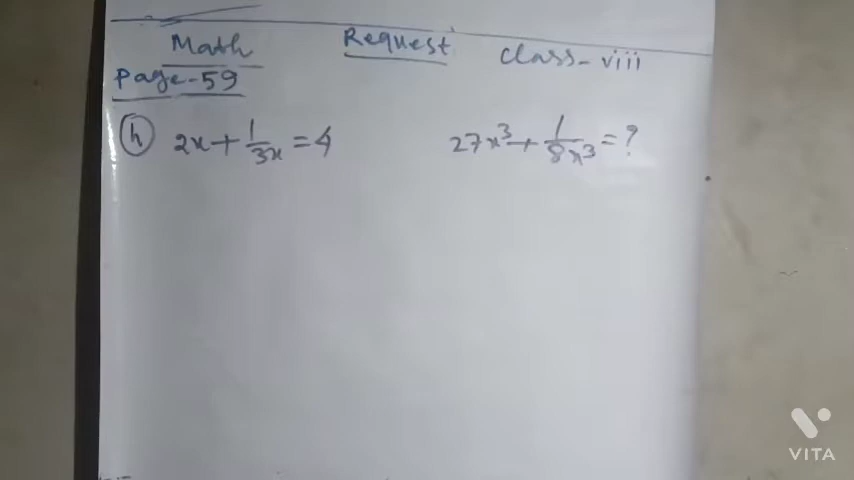 Math Request Class-viii
Page-59
(h) 2x + 1/3x = 4 27x³ + 1/8x³ = ?
VITA